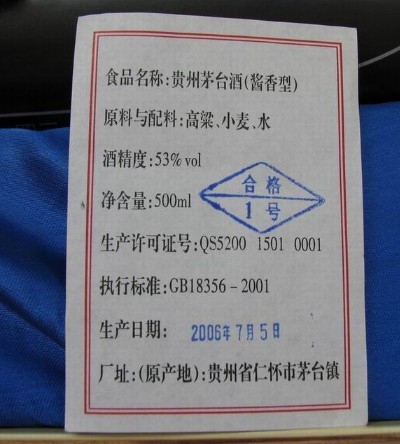 食品名称:贵州茅台酒(酱香型)
原料与配料:高粱、小麦、水
酒精度:53% vol
净含量:500ml
合格
1号
生产许可证号:QS5200 1501 0001
执行标准:GB18356-2001
生产日期: 2006年7月5日
厂址:(原产地):贵州省仁怀市茅台镇